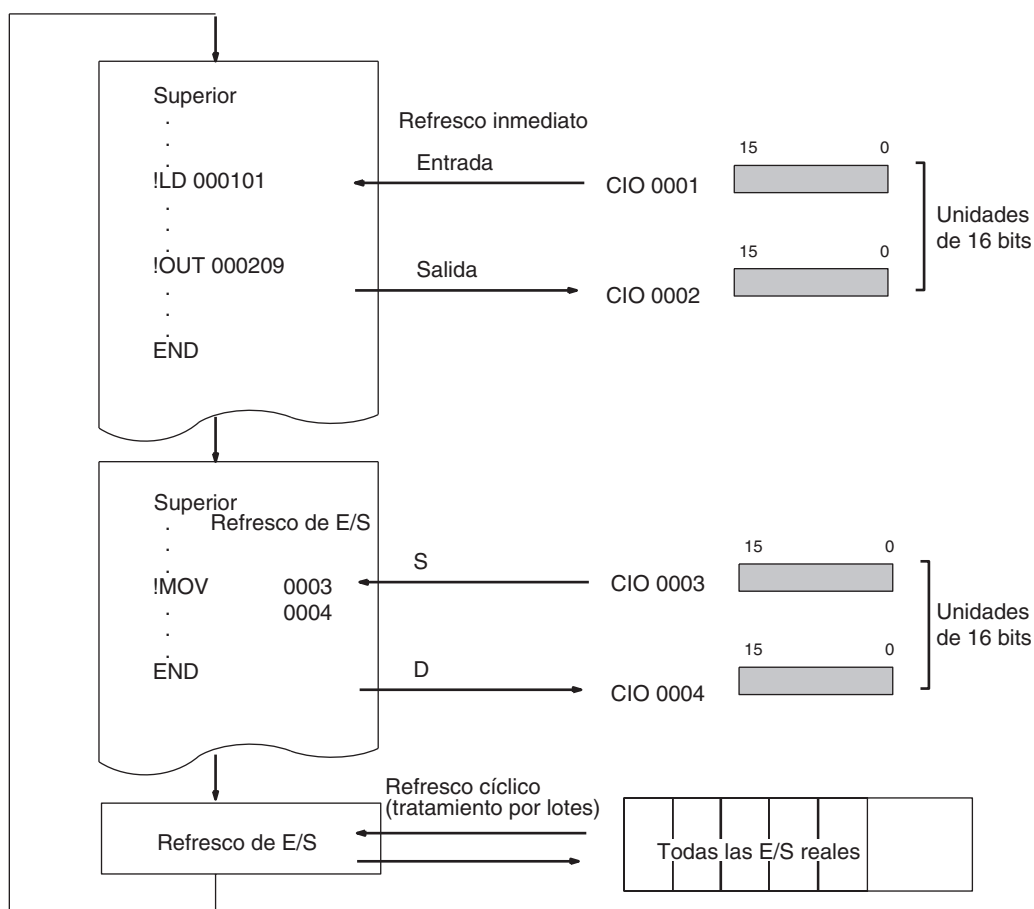 Superior
.
.
.
!LD 000101
.
.
.
!OUT 000209
.
.
.
END
Refresco inmediato
Entrada
CIO 0001
15 0
Salida
CIO 0002
15 0
Unidades
de 16 bits
Superior
Refresco de E/S
.
.
.
!MOV 0003
0004
.
.
.
END
S
CIO 0003
15 0
D
CIO 0004
15 0
Unidades
de 16 bits
Refresco de E/S
Refresco cíclico
(tratamiento por lotes)
Todas las E/S reales